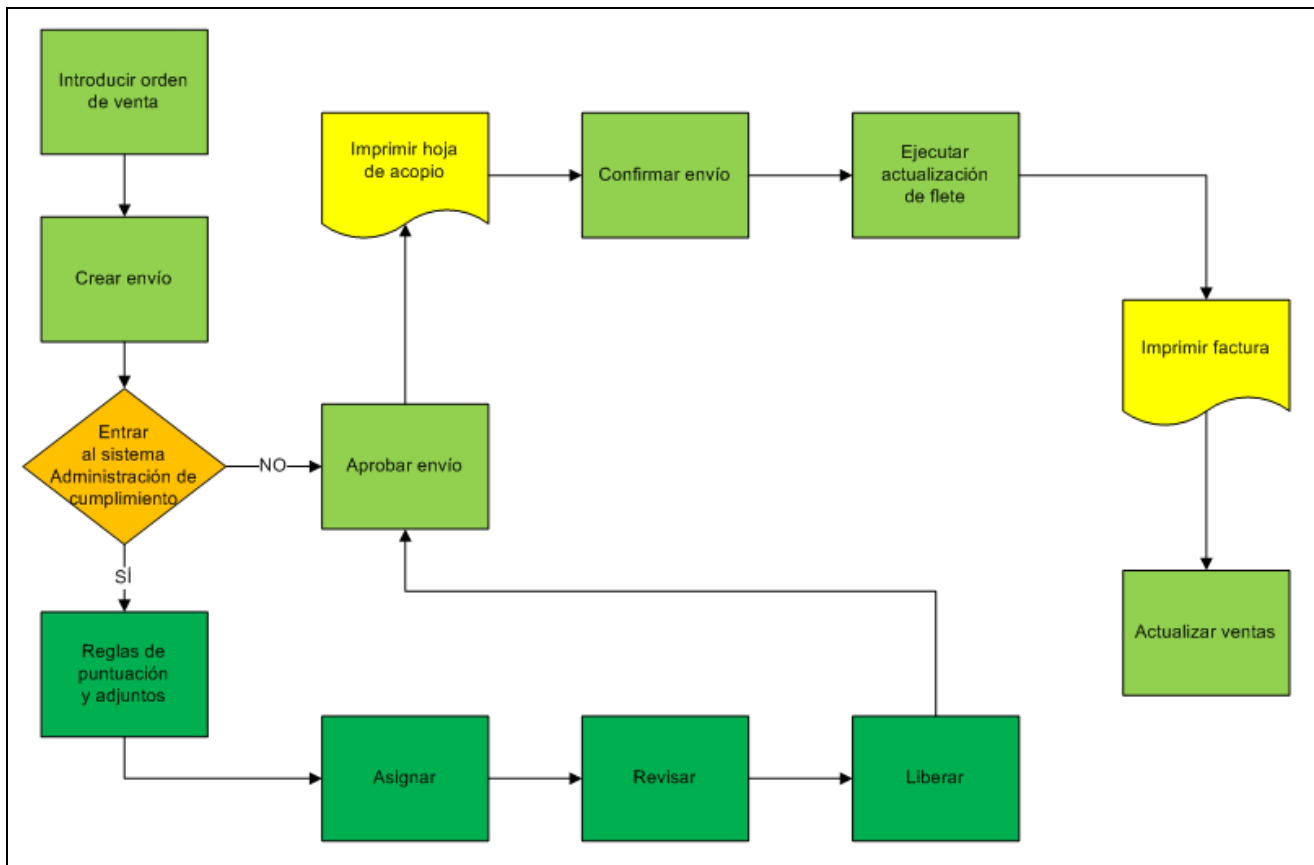 Introducir orden
de venta
Crear envío
Entrar
al sistema
Administración de
cumplimiento
NO
SÍ
Reglas de
puntuación
y adjuntos
Asignar
Revisar
Liberar
Aprobar envío
Imprimir hoja
de acopio
Confirmar envío
Ejecutar
actualización
de flete
Imprimir factura
Actualizar ventas